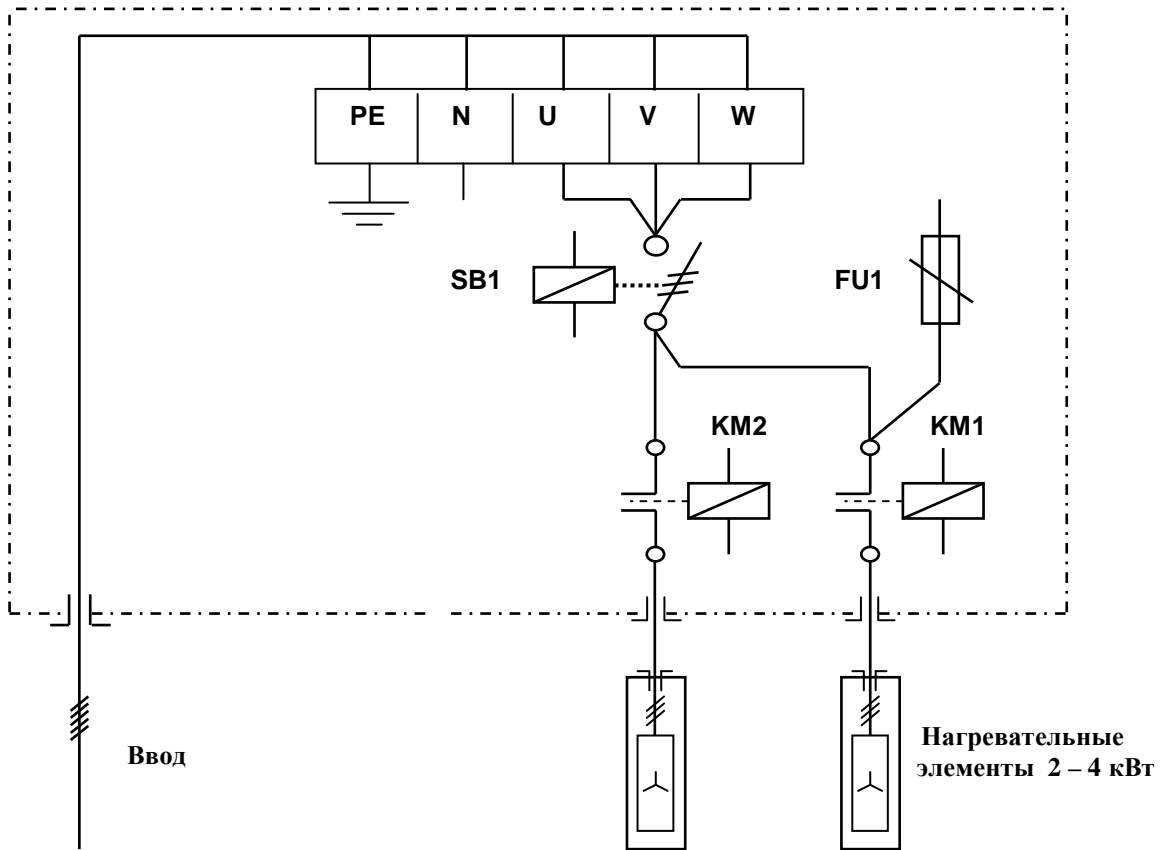 PE N U V W
SB1
FU1
KM2
KM1
Ввод
Нагревательные
элементы 2 – 4 кВт